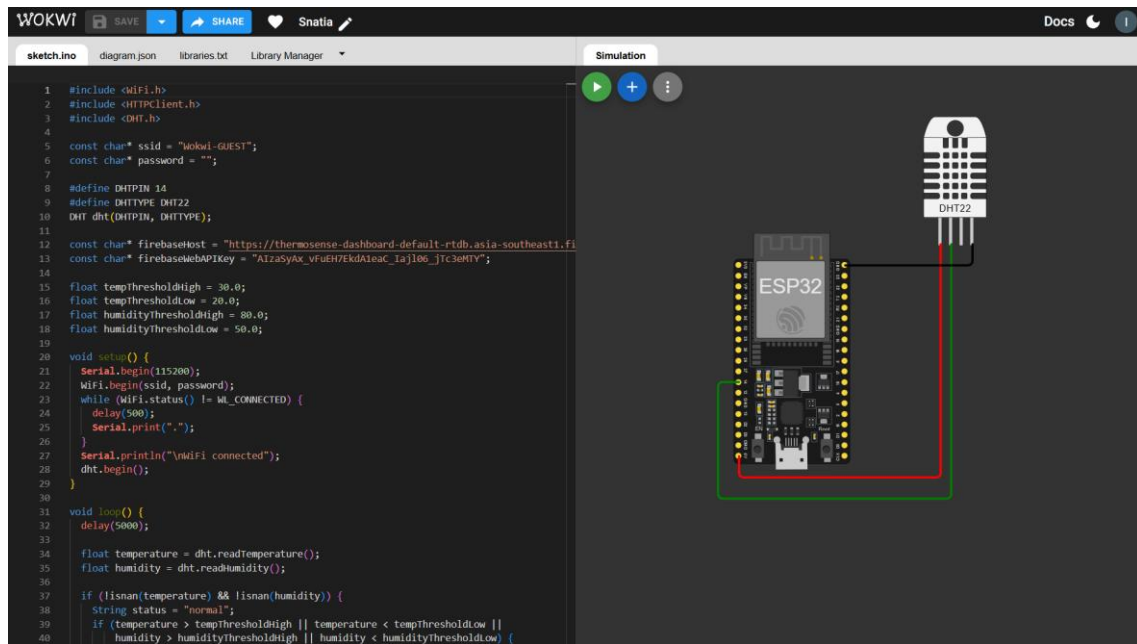 WOKWI SAVE SHARE Snatia Docs I
sketch.ino diagram.json libraries.txt Library Manager
Simulation
1 #include <WiFi.h>
2 #include <HTTPClient.h>
3 #include <DHT.h>
4
5 const char* ssid = "Wokwi-GUEST";
6 const char* password = "";
7
8 #define DHTPIN 14
9 #define DHTTYPE DHT22
10 DHT dht(DHTPIN, DHTTYPE);
11
12 const char* firebaseHost = "https://thermosense-dashboard-default-rtdb.asia-southeast1.fi
13 const char* firebaseWebAPIKey = "AIzaSyAx_vFuEH7EkdA1eaC_Iajl06_jTc3eMTY";
14
15 float tempThresholdHigh = 30.0;
16 float tempThresholdLow = 20.0;
17 float humidityThresholdHigh = 80.0;
18 float humidityThresholdLow = 50.0;
19
20 void setup() {
21 Serial.begin(115200);
22 WiFi.begin(ssid, password);
23 while (WiFi.status() != WL_CONNECTED) {
24 delay(500);
25 Serial.print(".");
26 }
27 Serial.println("\nWiFi connected");
28 dht.begin();
29 }
30
31 void loop() {
32 delay(5000);
33
34 float temperature = dht.readTemperature();
35 float humidity = dht.readHumidity();
36
37 if (!isnan(temperature) && !isnan(humidity)) {
38 String status = "normal";
39 if (temperature > tempThresholdHigh || temperature < tempThresholdLow ||
40 humidity > humidityThresholdHigh || humidity < humidityThresholdLow) {
DHT22
ESP32
EN